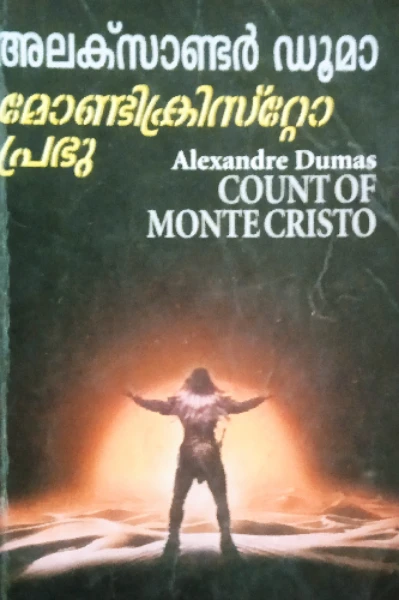 അലക്സാണ്ടർ ഡൂമാ
മോണ്ടിക്രിസ്റ്റോ
പ്രഭു
Alexandre Dumas
COUNT OF
MONTE CRISTO